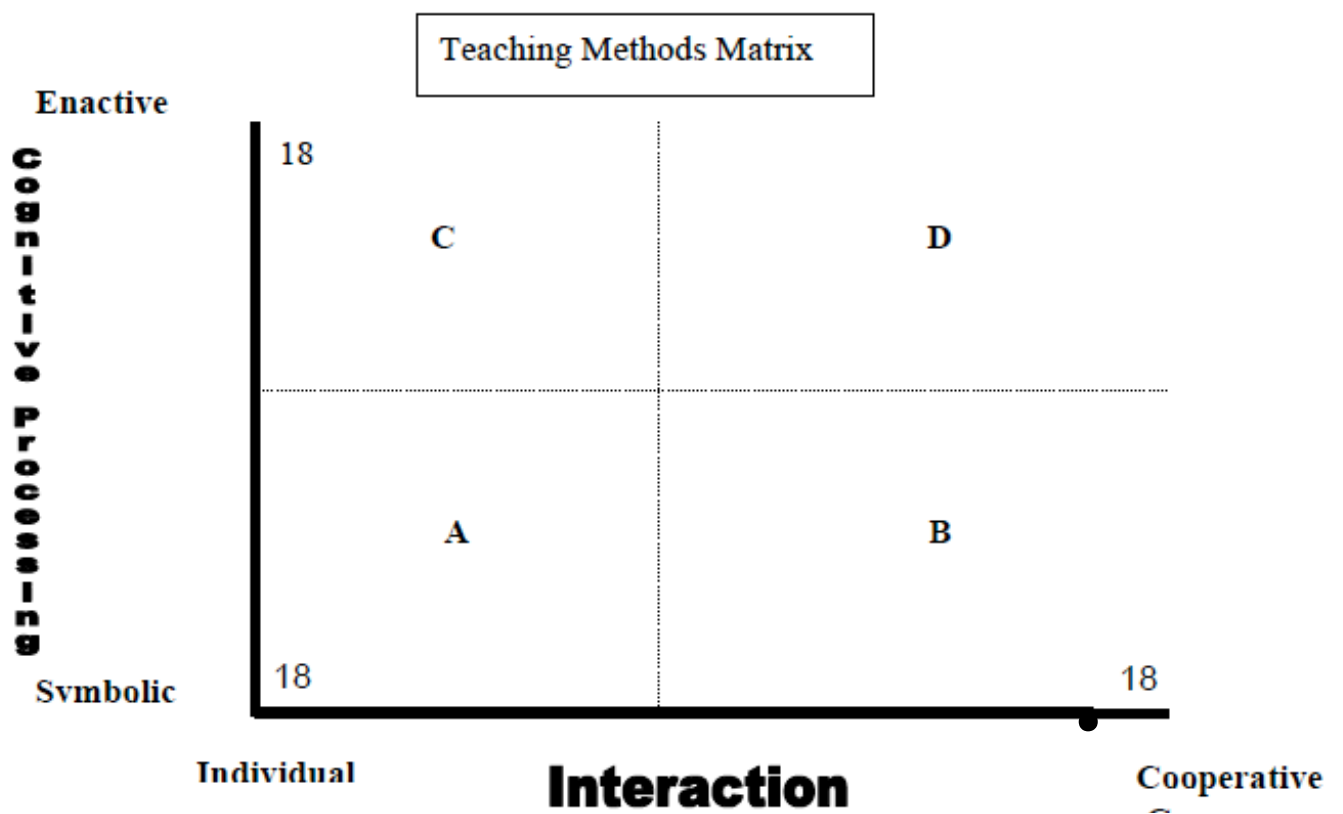 Teaching Methods Matrix
Enactive
Cognitive Processing
18
C
D
A
B
18
18
Symbolic
Individual
Interaction
Cooperative